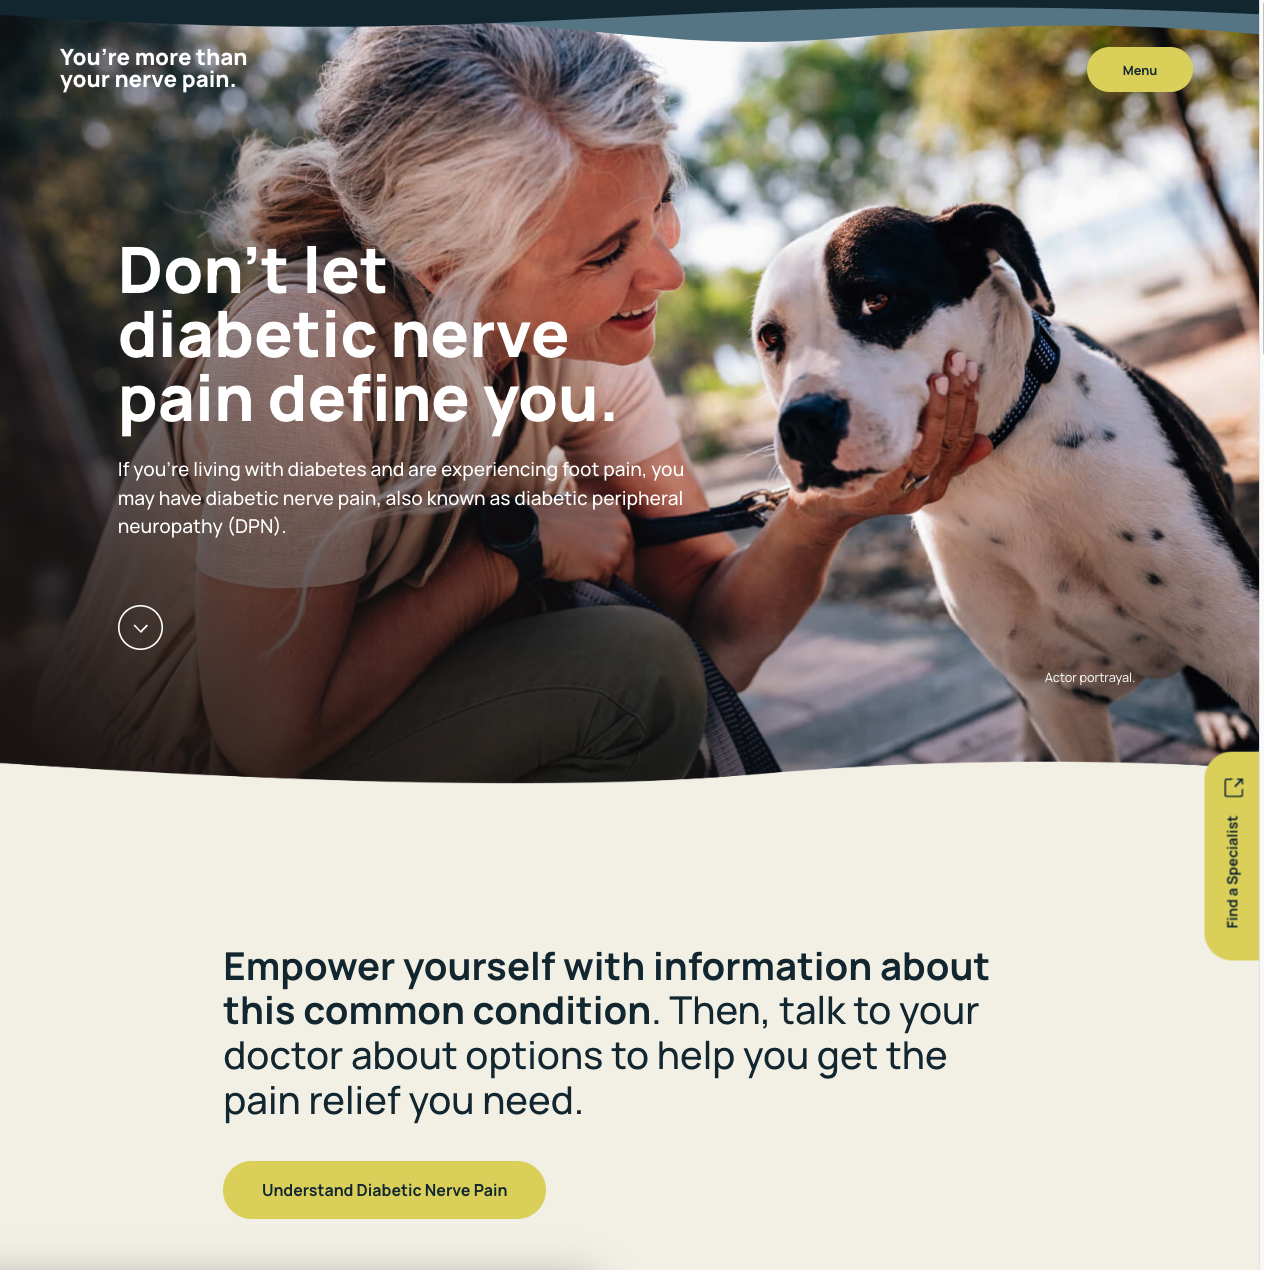 You're more than
your nerve pain.
Menu
Don't let
diabetic nerve
pain define you.
If you're living with diabetes and are experiencing foot pain, you
may have diabetic nerve pain, also known as diabetic peripheral
neuropathy (DPN).
Actor portrayal.
Find a Specialist
Empower yourself with information about
this common condition. Then, talk to your
doctor about options to help you get the
pain relief you need.
Understand Diabetic Nerve Pain